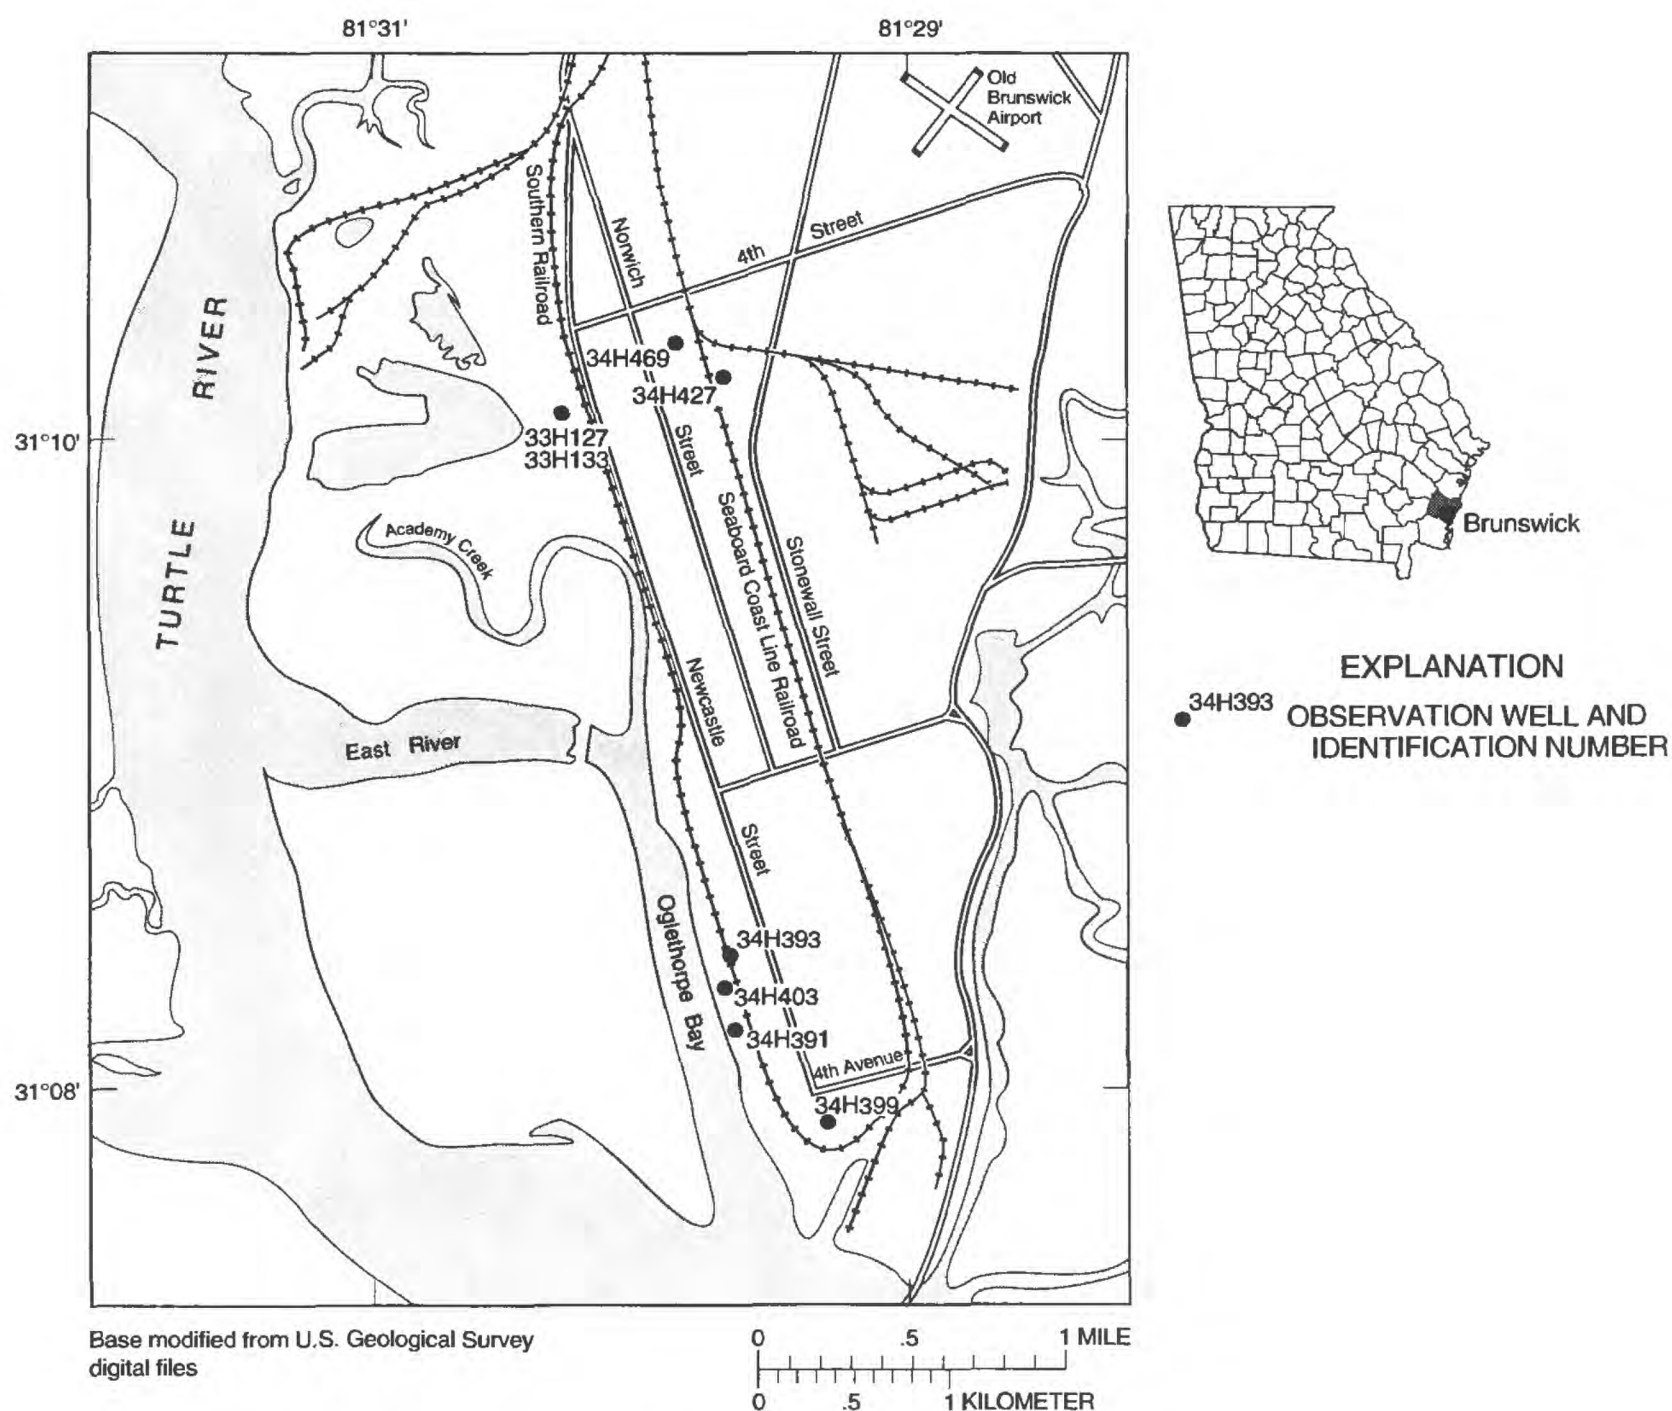 81°31'
81°29'
Old
Brunswick
Airport
Southern Railroad
Norwich
4th
Street
TURTLE RIVER
34H469
34H427
33H127
33H133
31°10'
Street
Academy Creek
Seaboard Coast Line Railroad
Stonewall Street
Brunswick
Newcastle
East River
EXPLANATION
34H393
OBSERVATION WELL AND
IDENTIFICATION NUMBER
Street
Oglethorpe Bay
34H393
34H403
34H391
4th Avenue
31°08'
34H399
Base modified from U.S. Geological Survey
digital files
0 .5 1 MILE
0 .5 1 KILOMETER